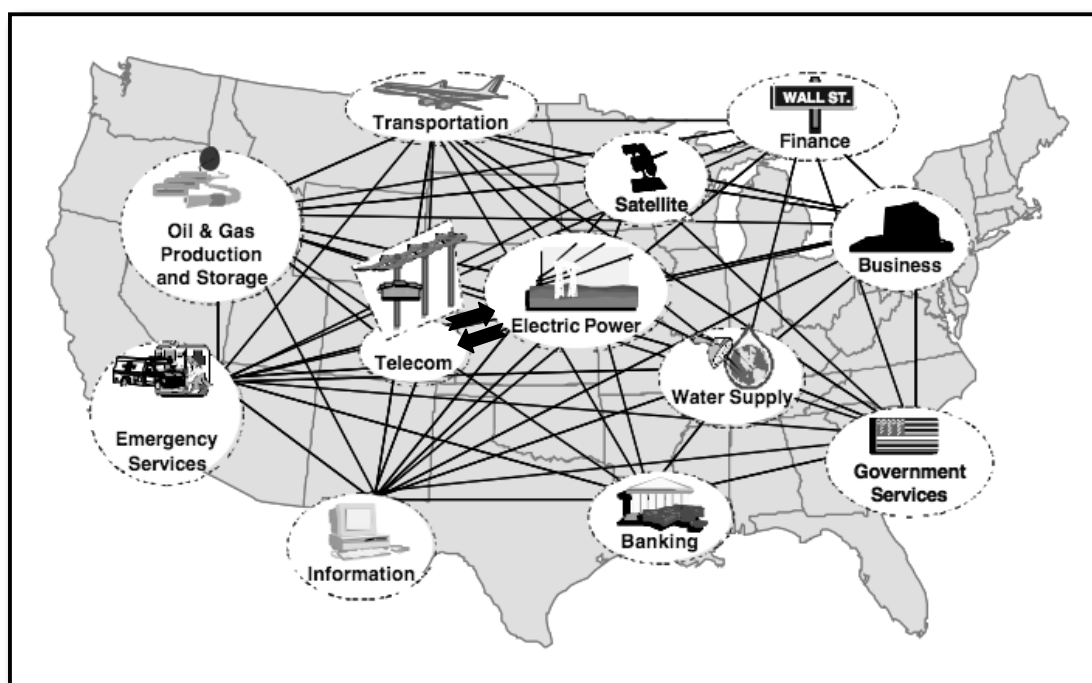 Transportation
WALL ST.
Finance
Satellite
Oil & Gas
Production
and Storage
Business
Electric Power
Telecom
Water Supply
Emergency
Services
Government
Services
Banking
Information